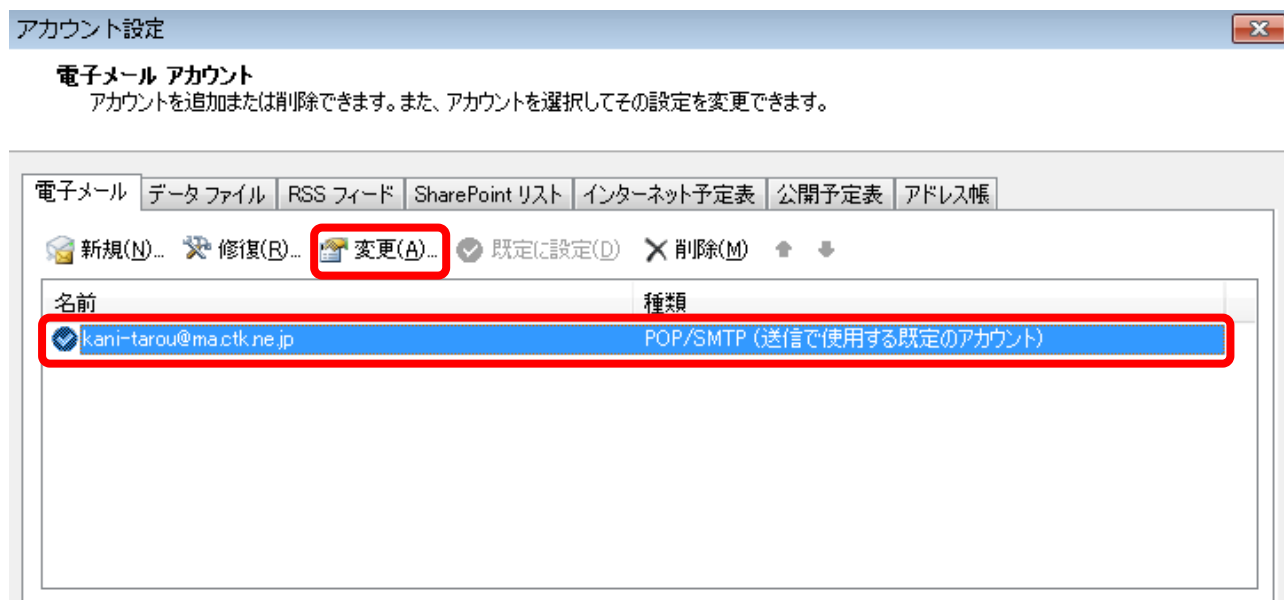 アカウント設定
電子メール アカウント
アカウントを追加または削除できます。また、アカウントを選択してその設定を変更できます。
電子メール データ ファイル RSS フィード SharePoint リスト インターネット予定表 公開予定表 アドレス帳
新規(N)... 修復(R)... 変更(A)... 既定に設定(D) 削除(M)
名前 種類
kani-tarou@ma.ctk.ne.jp POP/SMTP (送信で使用する既定のアカウント)